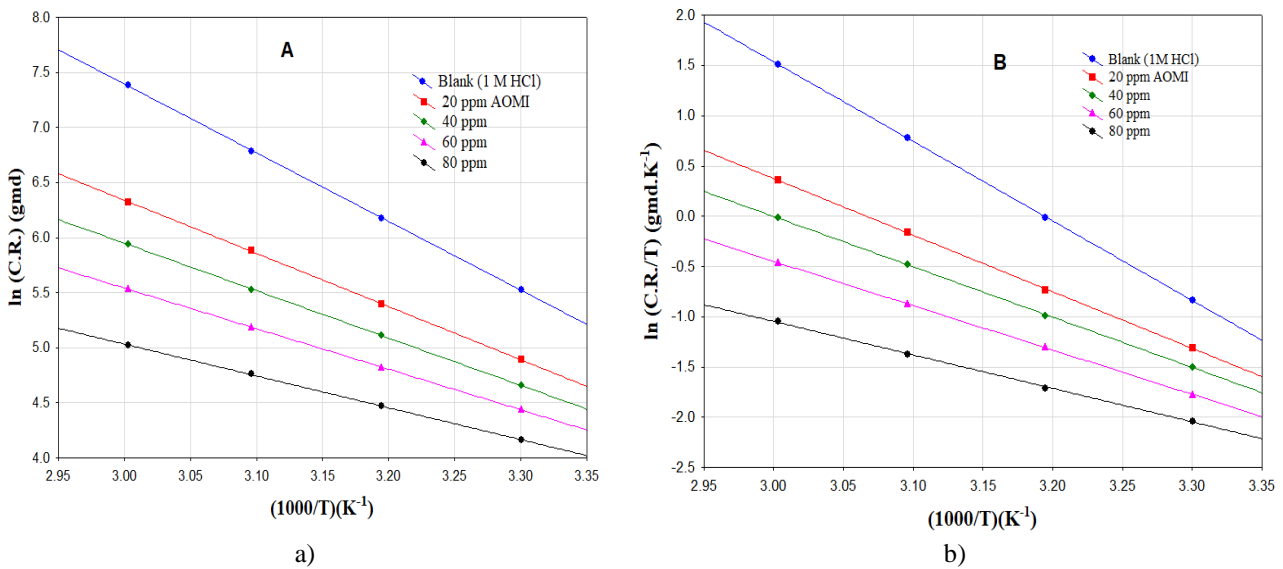 A
8.0
7.5
7.0
6.5
6.0
5.5
5.0
4.5
4.0
ln (C.R.) (gmd)
Blank (1 M HCl)
20 ppm AOMI
40 ppm
60 ppm
80 ppm
2.95 3.00 3.05 3.10 3.15 3.20 3.25 3.30 3.35
(1000/T)(K⁻¹)
a)
B
2.0
1.5
1.0
0.5
0.0
-0.5
-1.0
-1.5
-2.0
-2.5
ln (C.R./T) (gmd.K⁻¹)
Blank (1M HCl)
20 ppm AOMI
40 ppm
60 ppm
80 ppm
2.95 3.00 3.05 3.10 3.15 3.20 3.25 3.30 3.35
(1000/T)(K⁻¹)
b)